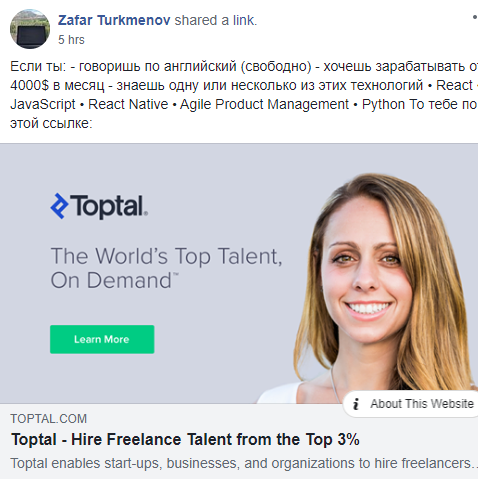 Zafar Turkmenov shared a link.
5 hrs
Если ты: - говоришь по английский (свободно) - хочешь зарабатывать
4000$ в месяц - знаешь одну или несколько из этих технологий • React
JavaScript • React Native • Agile Product Management • Python То тебе по
этой ссылке:
Toptal.
The World's Top Talent,
On Demand™
Learn More
About This Website
TOPTAL.COM
Toptal - Hire Freelance Talent from the Top 3%
Toptal enables start-ups, businesses, and organizations to hire freelancers...